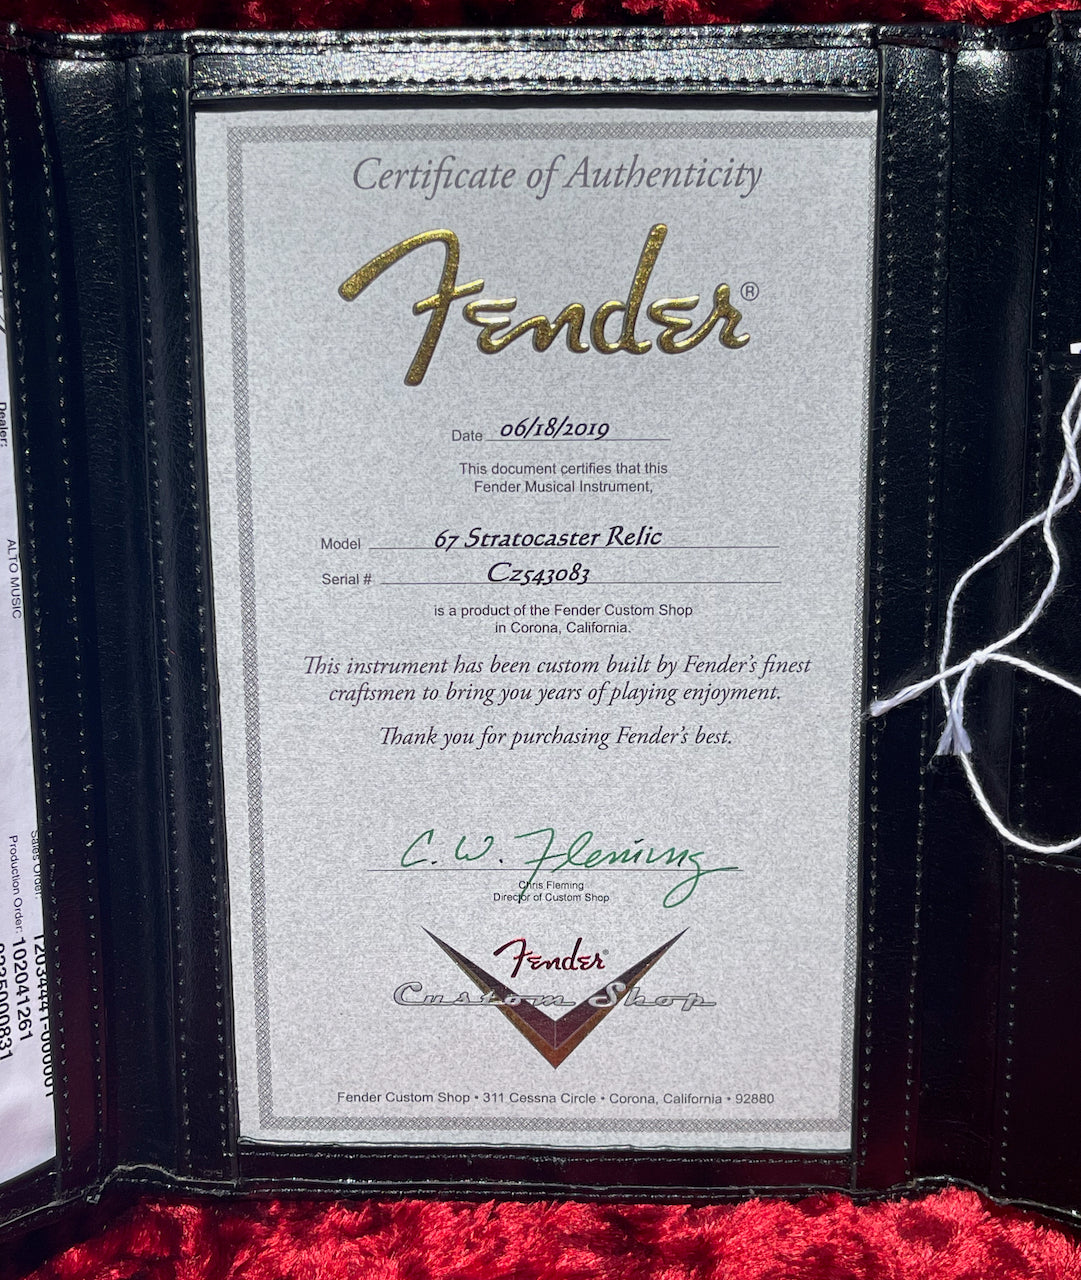 Certificate of Authenticity
Fender®
Date 06/18/2019
This document certifies that this
Fender Musical Instrument,
Model 67 Stratocaster Relic
Serial # CZ543083
is a product of the Fender Custom Shop
in Corona, California.
This instrument has been custom built by Fender's finest
craftsmen to bring you years of playing enjoyment.
Thank you for purchasing Fender's best.
C. W. Fleming
Chris Fleming
Director of Custom Shop
Fender®
Custom Shop
Fender Custom Shop • 311 Cessna Circle • Corona, California • 92880
Dealer:
ALTO MUSIC
Sales Order:
Production Order: 102041261